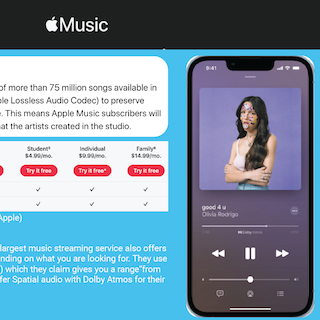 Music
of more than 75 million songs available in
ple Lossless Audio Codec) to preserve
e. This means Apple Music subscribers will
at the artists created in the studio.
Student° Individual Family°
$4.99/mo. $9.99/mo. $14.99/mo.
Try it free Try it free° Try it free
Apple)
largest music streaming service also offers
nding on what you are looking for. They use
) which they claim gives you a range"from
fer Spatial audio with Dolby Atmos for their
9:41
good 4 u
Olivia Rodrigo
Dolby Atmos